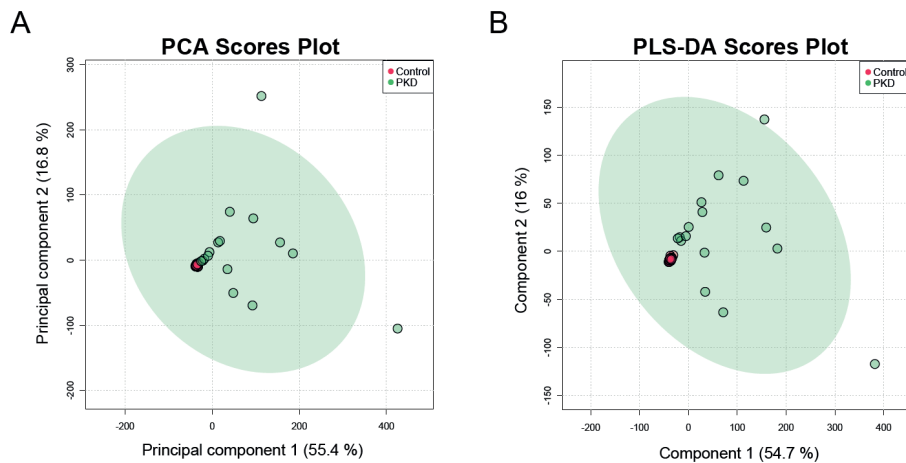 A
PCA Scores Plot
Control
PKD
300
200
100
0
-100
-200
-200
0
200
400
Principal component 2 (16.8 %)
Principal component 1 (55.4 %)
B
PLS-DA Scores Plot
Control
PKD
150
100
50
0
-50
-100
-150
-200
-100
0
100
200
300
400
Component 2 (16 %)
Component 1 (54.7 %)